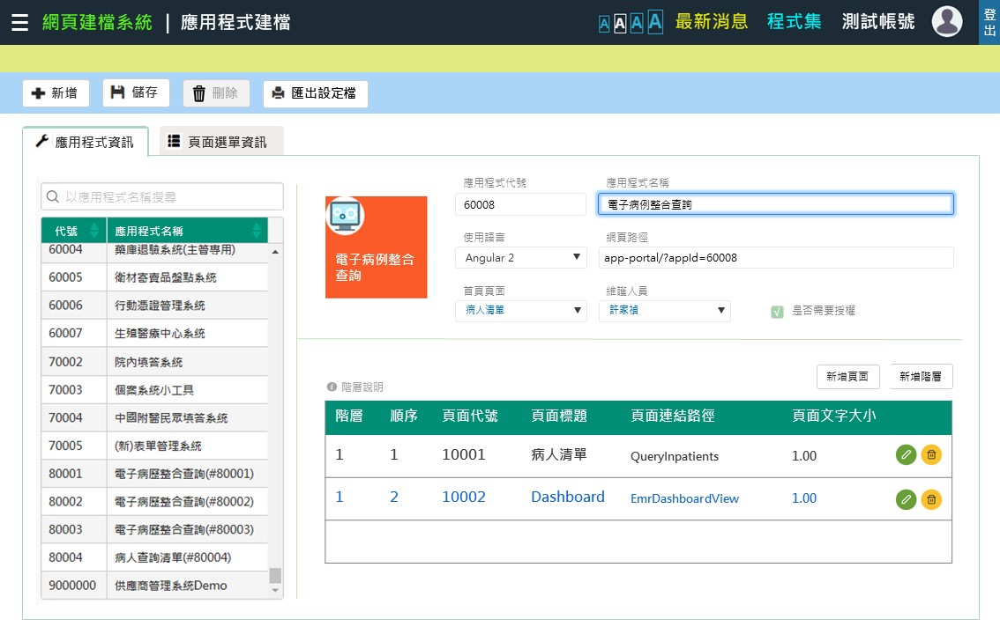 網頁建檔系統 | 應用程式建檔
A A A A 最新消息 程式集 測試帳號 登出
新增 儲存 刪除 匯出設定檔
應用程式資訊 頁面選單資訊
以應用程式名稱搜尋
代號 應用程式名稱
60004 藥庫退驗系統(主管專用)
60005 衛材寄賣品盤點系統
60006 行動憑證管理系統
60007 生殖醫療中心系統
70002 院內填答系統
70003 個案系統小工具
70004 中國附醫民眾填答系統
70005 (新)表單管理系統
80001 電子病歷整合查詢(#80001)
80002 電子病歷整合查詢(#80002)
80003 電子病歷整合查詢(#80003)
80004 病人查詢清單(#80004)
9000000 供應商管理系統Demo
電子病例整合
查詢
應用程式代號 應用程式名稱
60008 電子病例整合查詢
使用語言 網頁路徑
Angular 2 app-portal/?appId=60008
首頁頁面 維護人員
病人清單 許家禎 是否需要授權
新增頁面 新增階層
階層說明
階層 順序 頁面代號 頁面標題 頁面連結路徑 頁面文字大小
1 1 10001 病人清單 QueryInpatients 1.00
1 2 10002 Dashboard EmrDashboardView 1.00